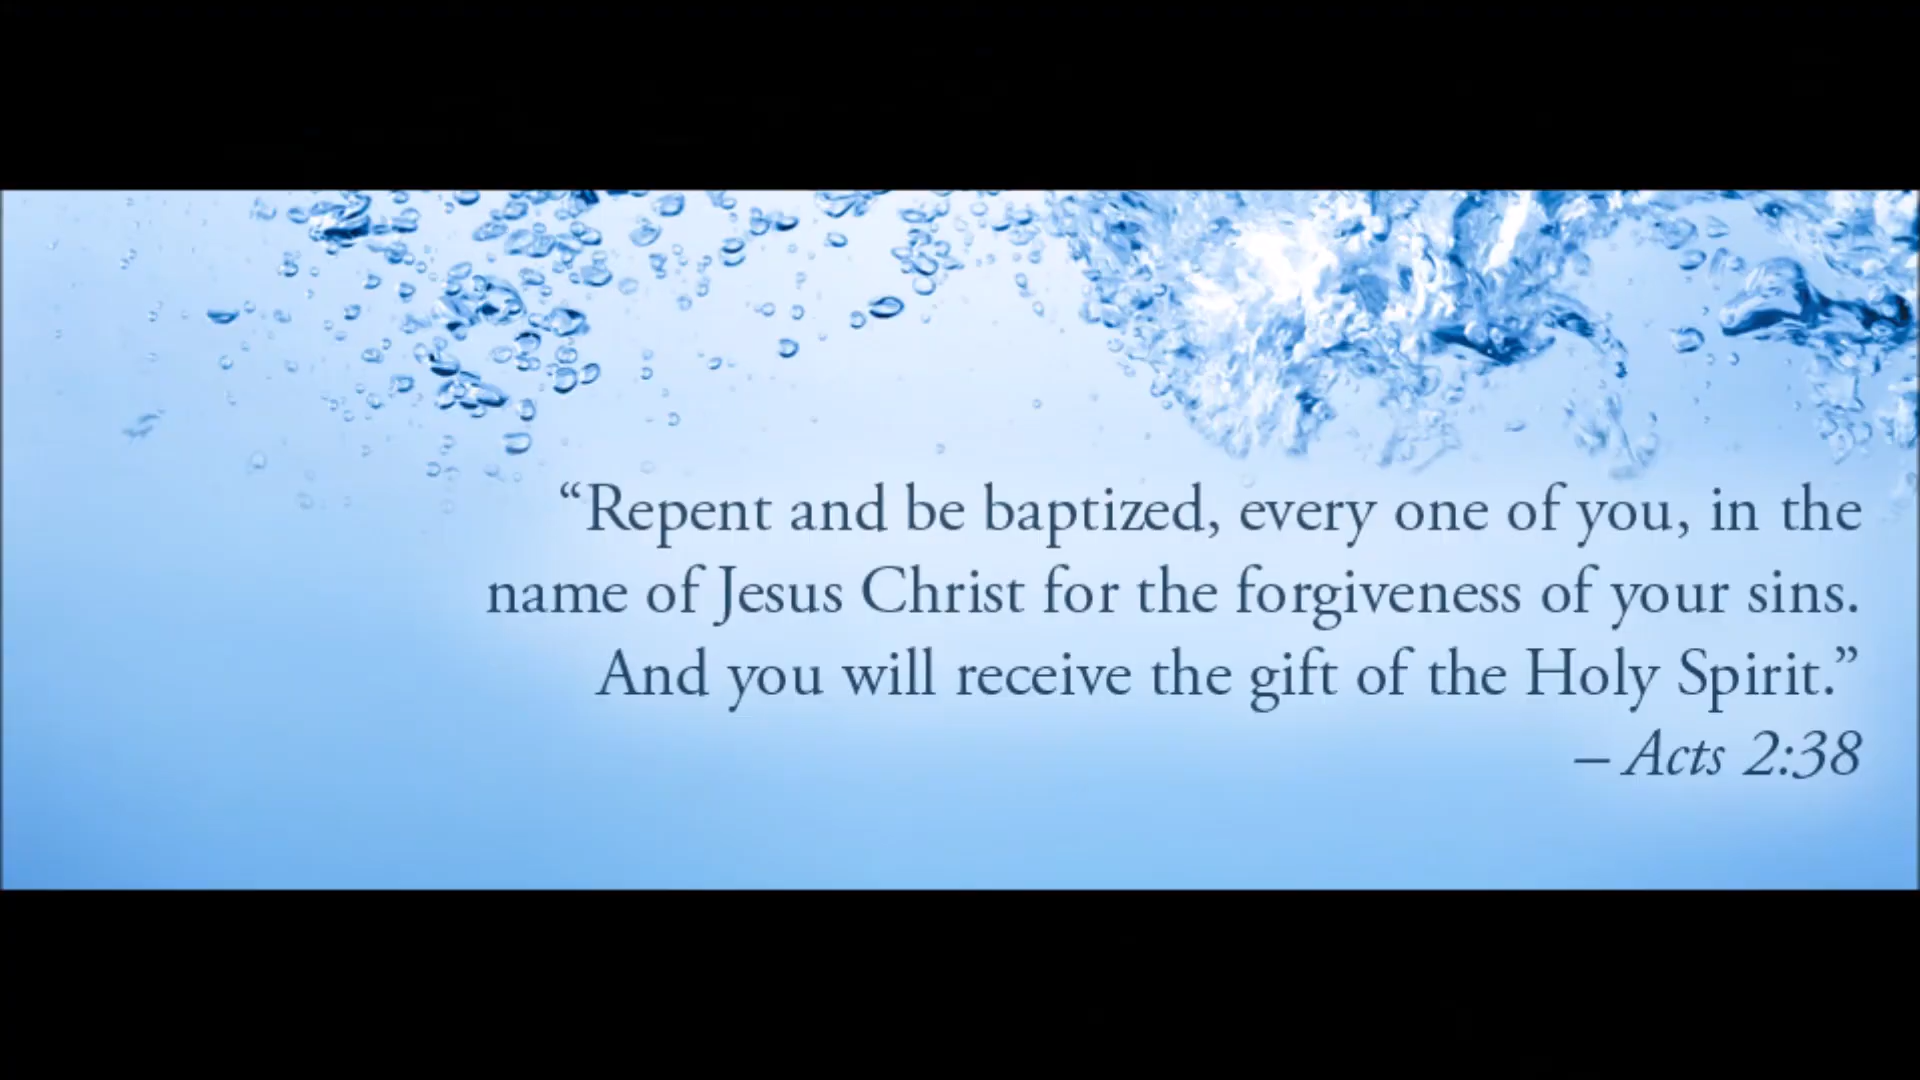 “Repent and be baptized, every one of you, in the
name of Jesus Christ for the forgiveness of your sins.
And you will receive the gift of the Holy Spirit.”
– Acts 2:38